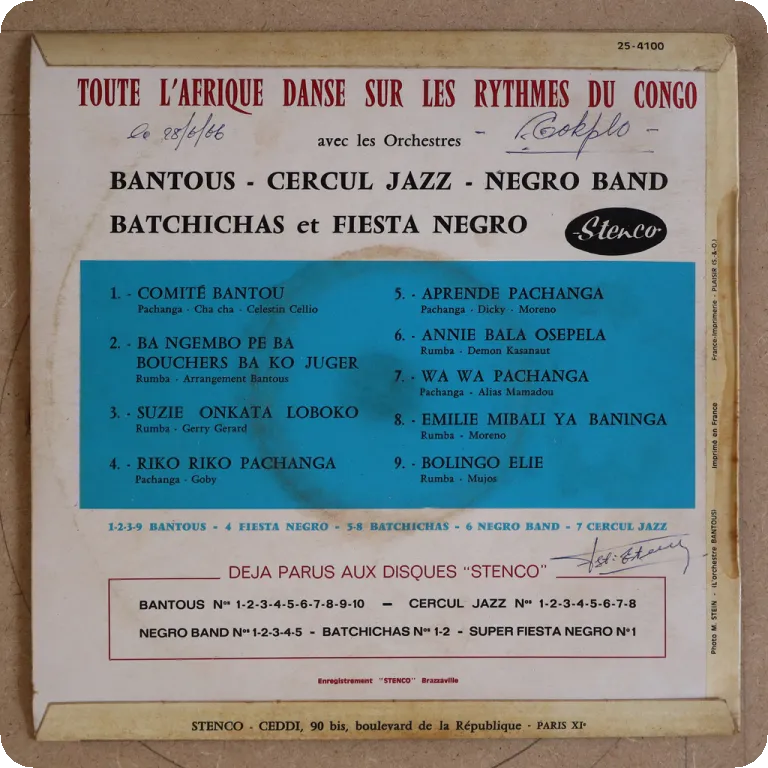 25-4100
TOUTE L'AFRIQUE DANSE SUR LES RYTHMES DU CONGO
le 28/6/66
avec les Orchestres
- Gokplo -
BANTOUS - CERCUL JAZZ - NEGRO BAND
BATCHICHAS et FIESTA NEGRO
Stenco
1. - COMITÉ BANTOU
Pachanga - Cha cha - Celestin Cellio
2. - BA NGEMBO PE BA
BOUCHERS BA KO JUGER
Rumba - Arrangement Bantous
3. - SUZIE ONKATA LOBOKO
Rumba - Gerry Gerard
4. - RIKO RIKO PACHANGA
Pachanga - Goby
5. - APRENDE PACHANGA
Pachanga - Dicky - Moreno
6. - ANNIE BALA OSEPELA
Rumba - Demon Kasanaut
7. - WA WA PACHANGA
Pachanga - Alias Mamadou
8. - EMILIE MIBALI YA BANINGA
Rumba - Moreno
9. - BOLINGO ELIE
Rumba - Mujos
1-2-3-9 BANTOUS - 4 FIESTA NEGRO - 5-8 BATCHICHAS - 6 NEGRO BAND - 7 CERCUL JAZZ
DEJA PARUS AUX DISQUES "STENCO"
BANTOUS Nos 1-2-3-4-5-6-7-8-9-10 - CERCUL JAZZ Nos 1-2-3-4-5-6-7-8
NEGRO BAND Nos 1-2-3-4-5 - BATCHICHAS Nos 1-2 - SUPER FIESTA NEGRO No 1
Enregistrement "STENCO" Brazzaville
STENCO - CEDDI, 90 bis, boulevard de la République - PARIS XIe
Photo M. STEIN - (L'orchestre BANTOUS) Imprimé en France France-Imprimerie - PLAISIR (S.-&-O.)